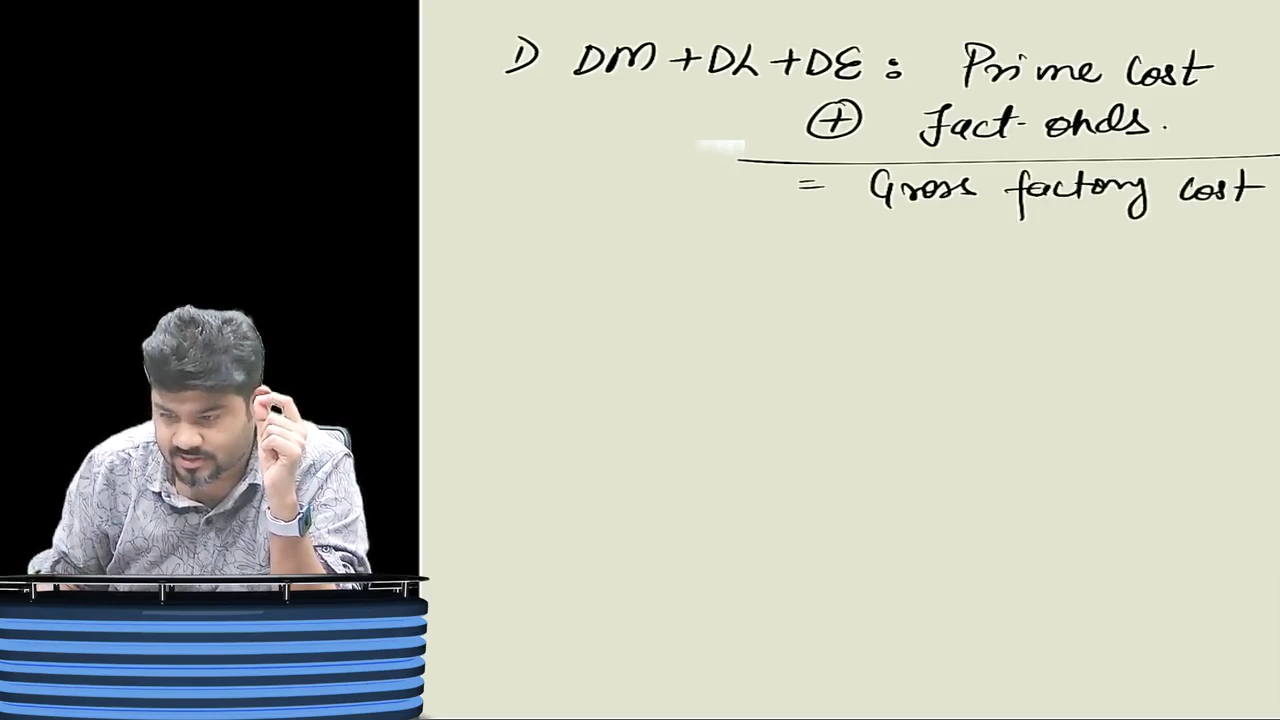 1) DM + DL + DE : Prime Cost
⊕ fact- ohds.
= Gross factory cost